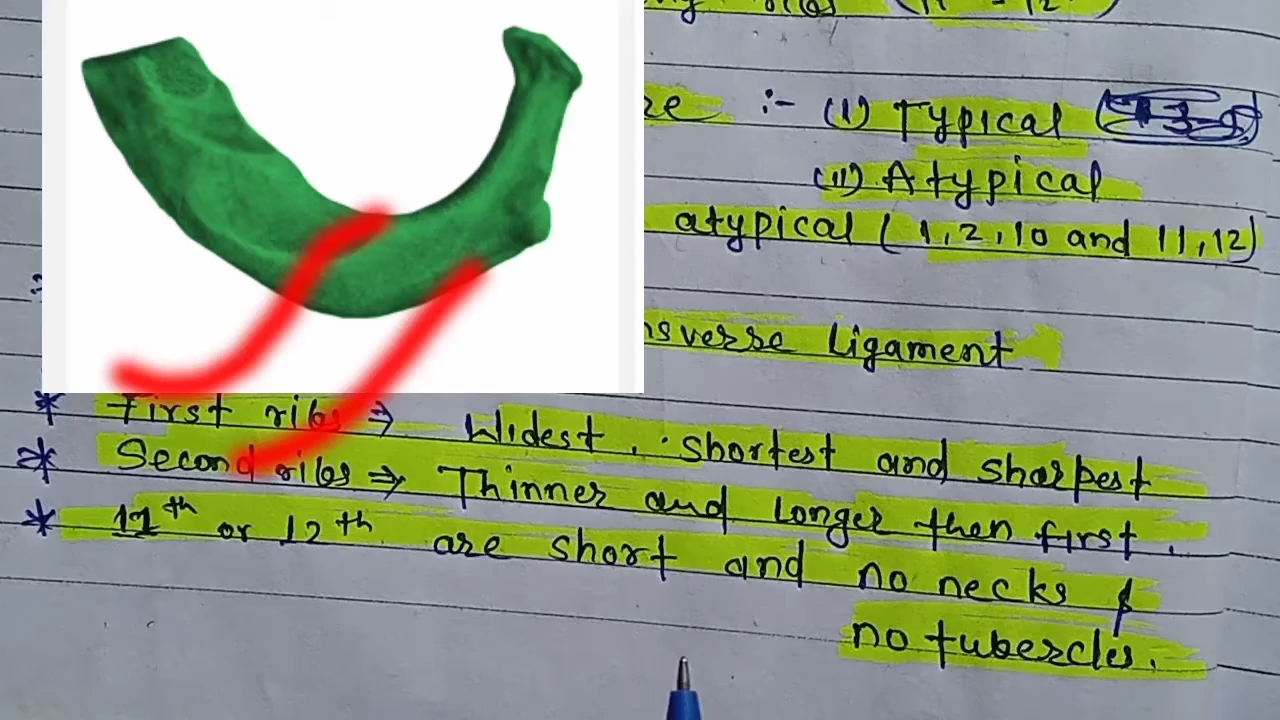 :- (I) Typical
(II) Atypical
atypical ( 1, 2, 10 and 11, 12)
Ligament
* First ribs ⇒ Widest, shortest and sharpest
* Second ribs ⇒ Thinner and Longer then first.
* 11th or 12th are short and no necks &
no tubercles.